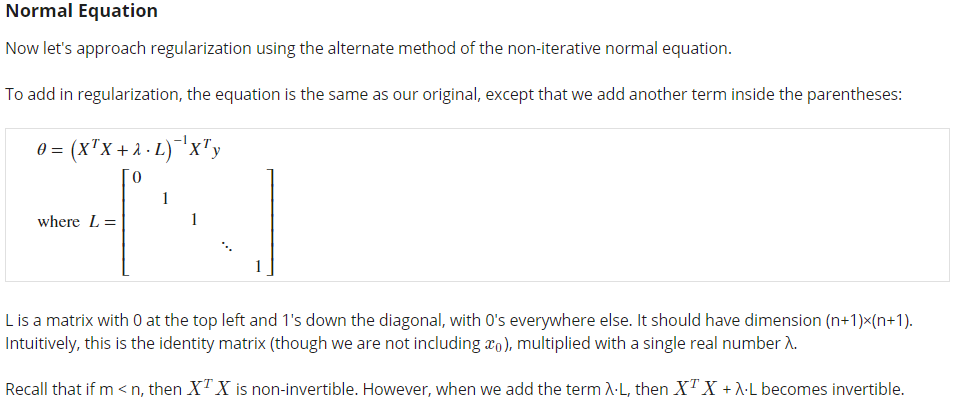 Normal Equation
Now let's approach regularization using the alternate method of the non-iterative normal equation.
To add in regularization, the equation is the same as our original, except that we add another term inside the parentheses:
θ = (XᵀX + λ · L)⁻¹Xᵀy
where L = [0
1
1
⋱
1]
L is a matrix with 0 at the top left and 1's down the diagonal, with 0's everywhere else. It should have dimension (n+1)×(n+1).
Intuitively, this is the identity matrix (though we are not including x₀), multiplied with a single real number λ.
Recall that if m < n, then XᵀX is non-invertible. However, when we add the term λ·L, then XᵀX + λ·L becomes invertible.